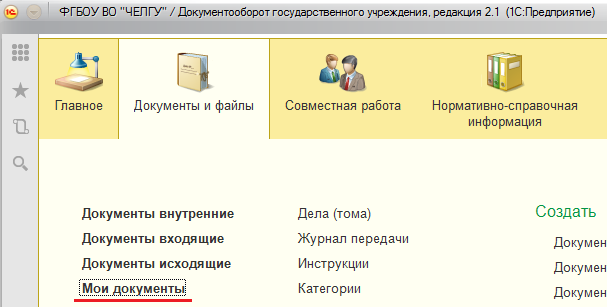 ФГБОУ ВО "ЧЕЛГУ" / Документооборот государственного учреждения, редакция 2.1 (1С:Предприятие)
Главное
Документы и файлы
Совместная работа
Нормативно-справочная
информация
Документы внутренние
Документы входящие
Документы исходящие
Мои документы
Дела (тома)
Журнал передачи
Инструкции
Категории
Создать
Докумен
Докумен
Докумен